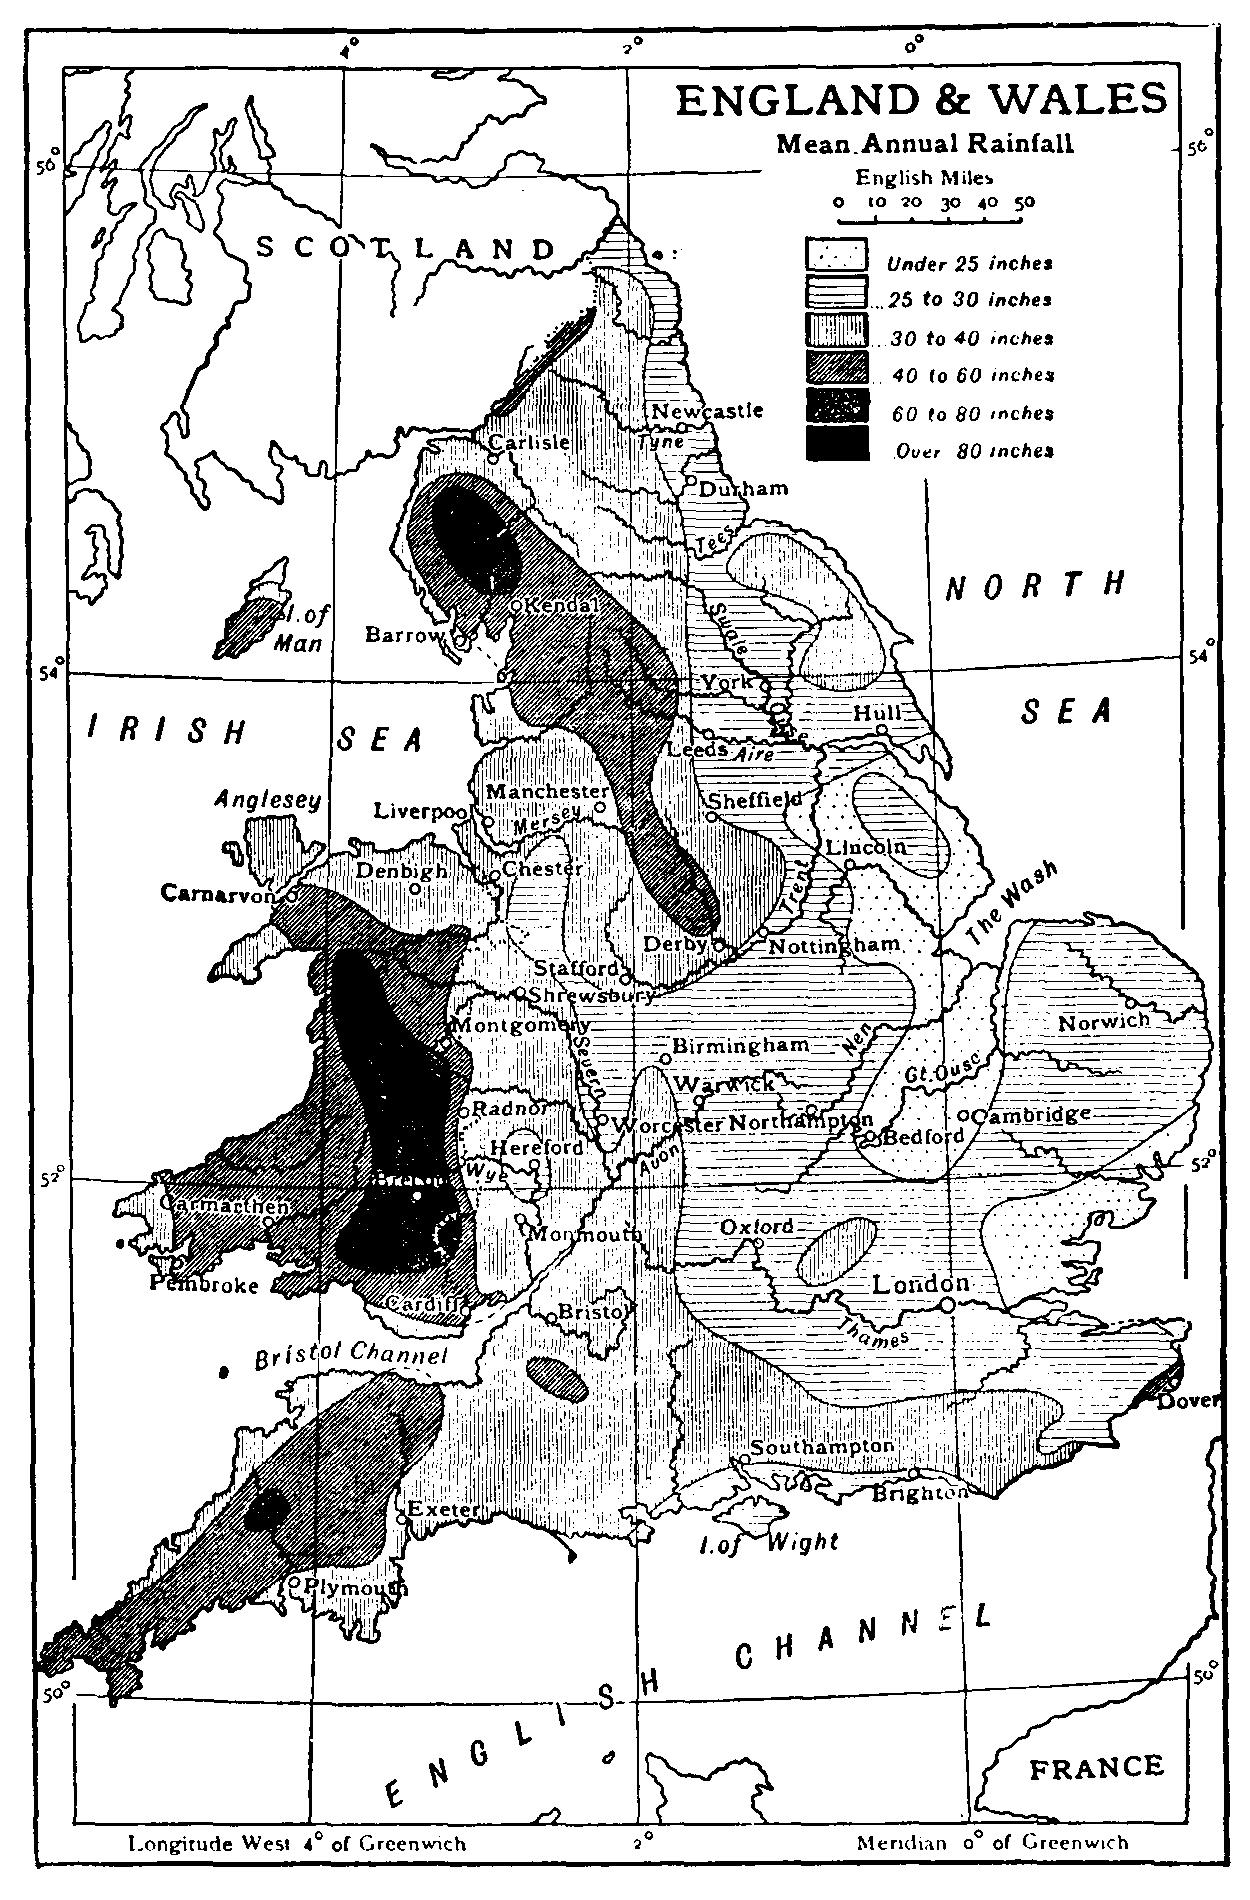 4° 2° 0°
ENGLAND & WALES
Mean Annual Rainfall
English Miles
0 10 20 30 40 50
Under 25 inches
25 to 30 inches
30 to 40 inches
40 to 60 inches
60 to 80 inches
Over 80 inches
56° 56°
SCOTLAND
Newcastle
Tyne
Carlisle
Durham
Tees
NORTH
SEA
Kendal
I. of
Man
Barrow
Swale
54° 54°
York
Ouse
Hull
IRISH SEA
Leeds
Aire
Anglesey
Manchester
Liverpool
Mersey
Sheffield
Lincoln
Denbigh
Chester
Carnarvon
Trent
The Wash
Derby
Nottingham
Stafford
Shrewsbury
Norwich
Montgomery
Severn
Birmingham
Nen
Gt. Ouse
Warwick
Radnor
Worcester
Northampton
Cambridge
Bedford
Hereford
Avon
Wye
52° 52°
Brecon
Carmarthen
Monmouth
Oxford
Pembroke
London
Cardiff
Bristol
Thames
Bristol Channel
Dover
Southampton
Brighton
Exeter
I. of Wight
Plymouth
ENGLISH CHANNEL
50° 50°
FRANCE
Longitude West 4° of Greenwich 2° Meridian 0° of Greenwich